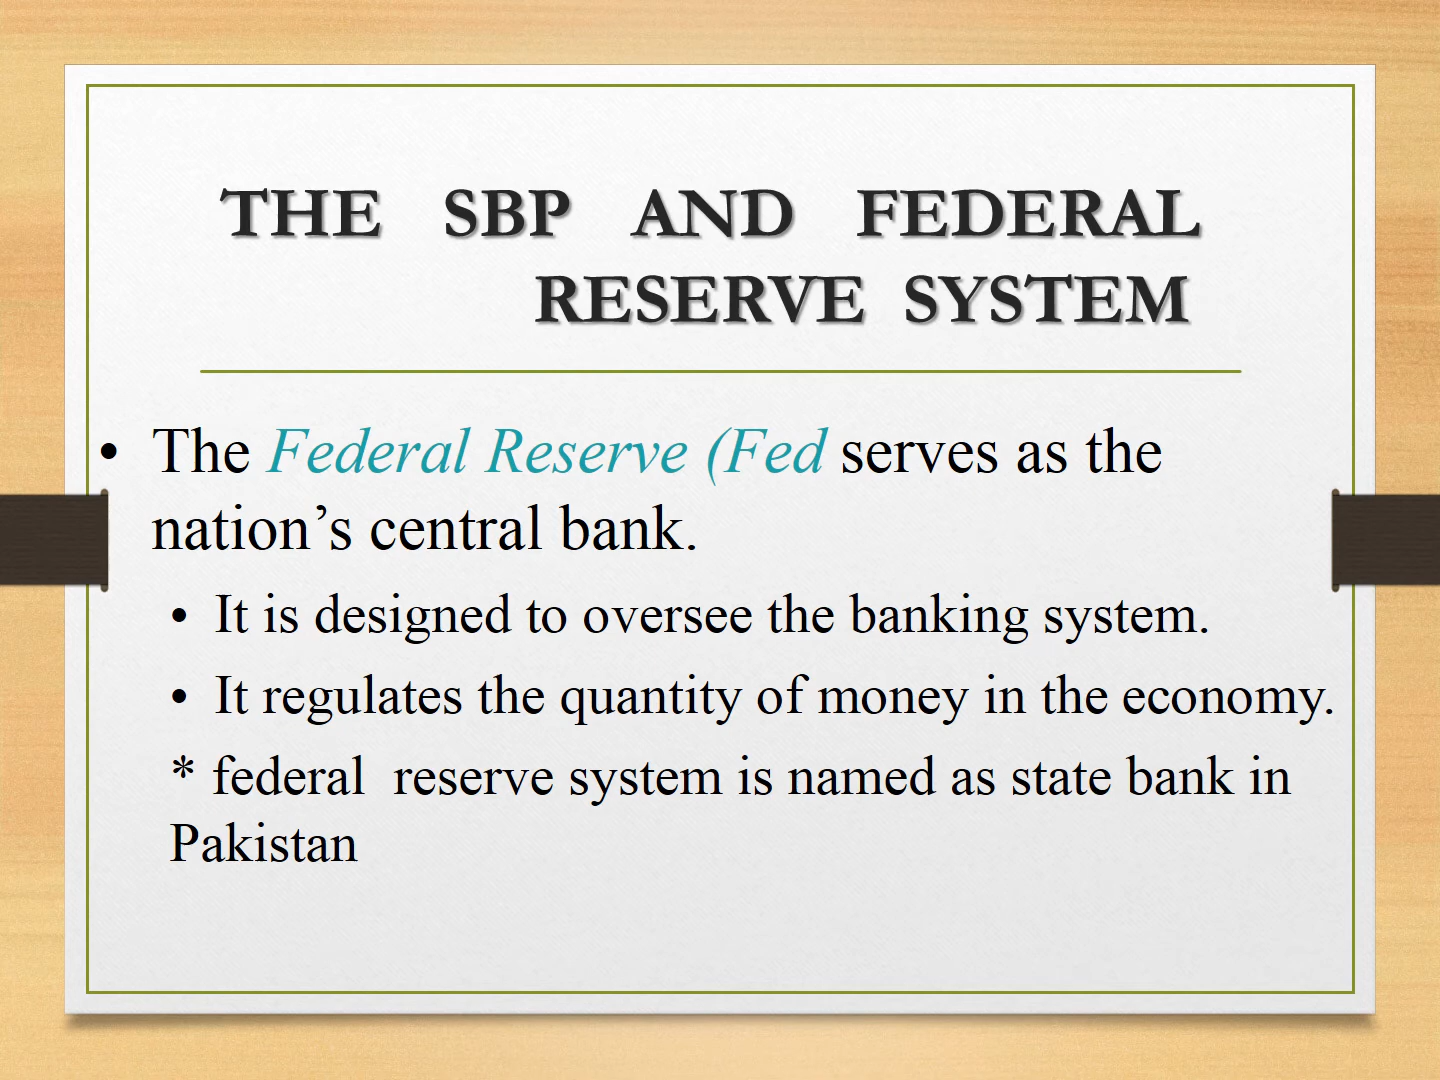 THE SBP AND FEDERAL
RESERVE SYSTEM
• The Federal Reserve (Fed serves as the
nation’s central bank.
• It is designed to oversee the banking system.
• It regulates the quantity of money in the economy.
* federal reserve system is named as state bank in
Pakistan